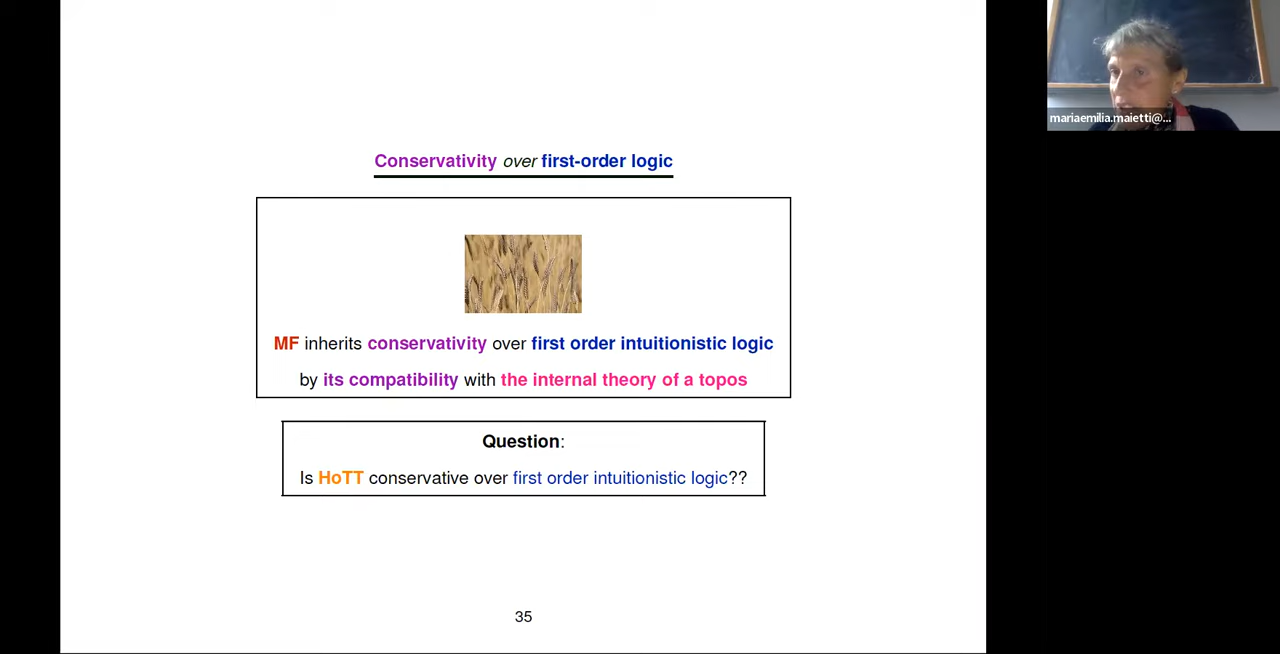 mariaemilia.maietti@...
Conservativity over first-order logic
MF inherits conservativity over first order intuitionistic logic
by its compatibility with the internal theory of a topos
Question:
Is HoTT conservative over first order intuitionistic logic??
35